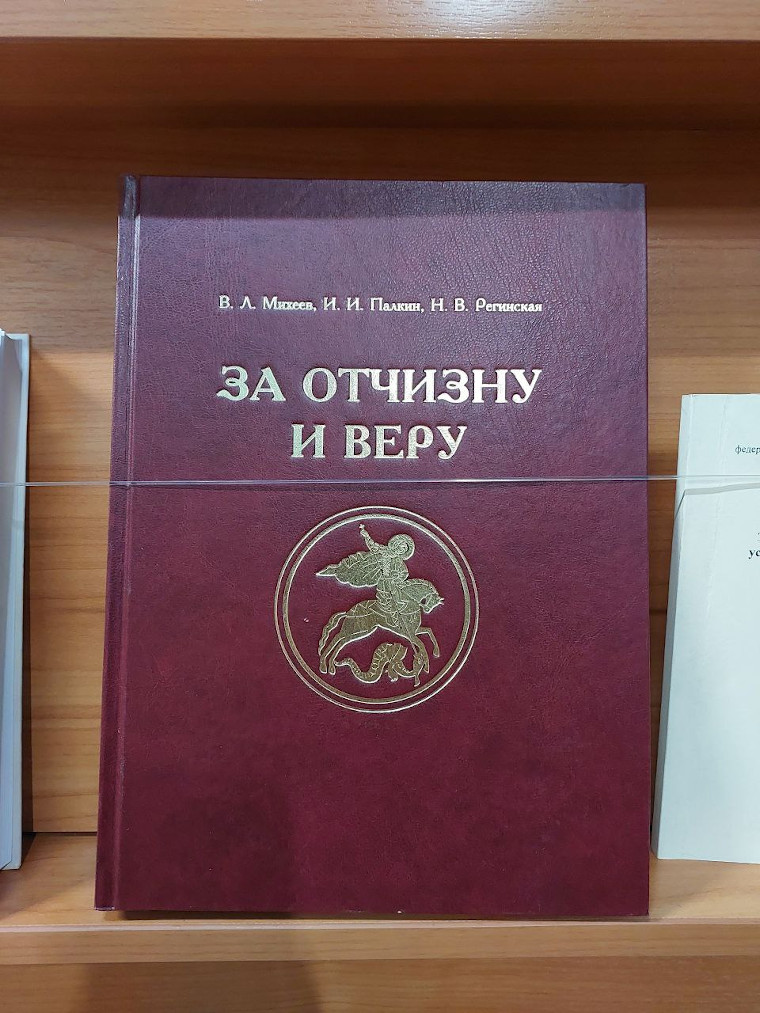 В. Л. Михеев, И. И. Палкин, Н. В. Регинская
ЗА ОТЧИЗНУ
И ВЕРУ